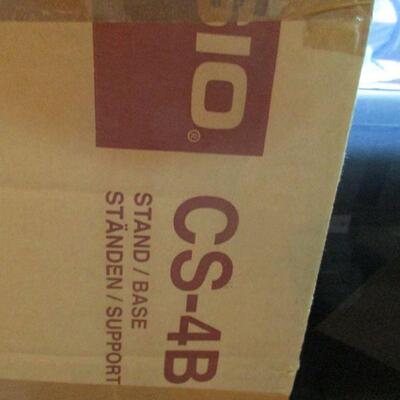 SIO®
CS-4B
STAND / BASE
STÄNDEN / SUPPORT